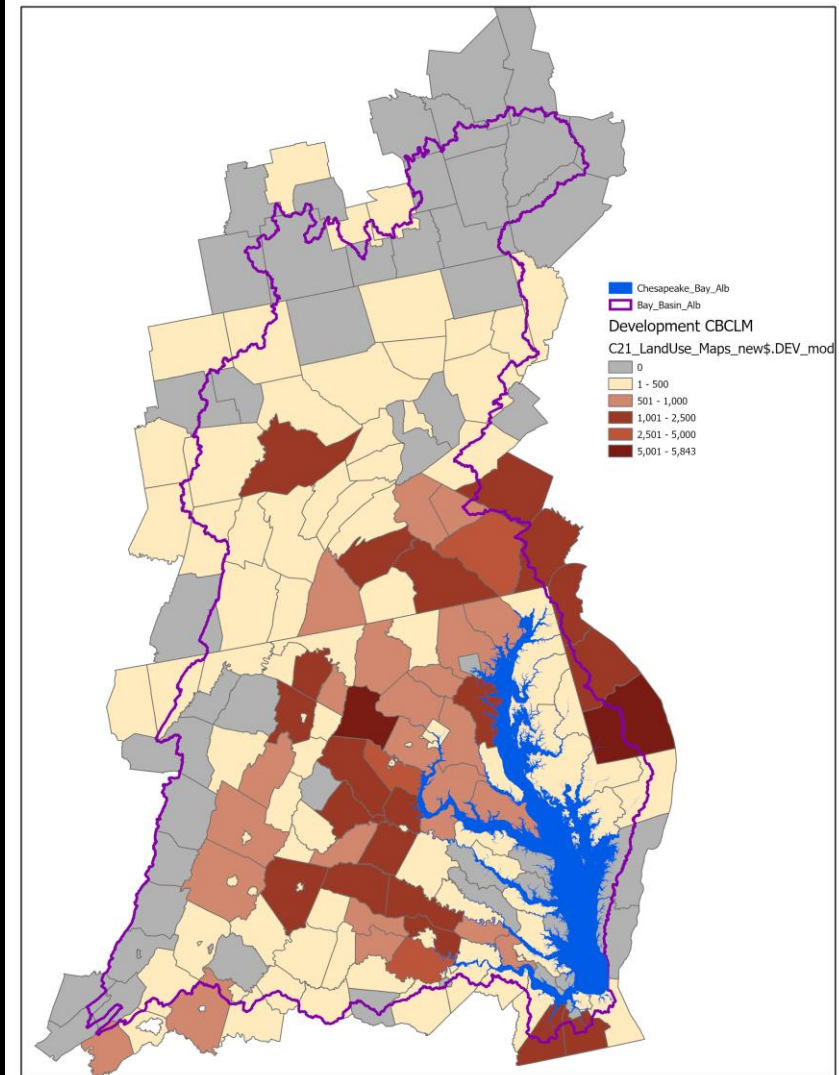 Chesapeake_Bay_Alb
Bay_Basin_Alb
Development CBCLM
C21_LandUse_Maps_new$.DEV_mod
0
1 - 500
501 - 1,000
1,001 - 2,500
2,501 - 5,000
5,001 - 5,843